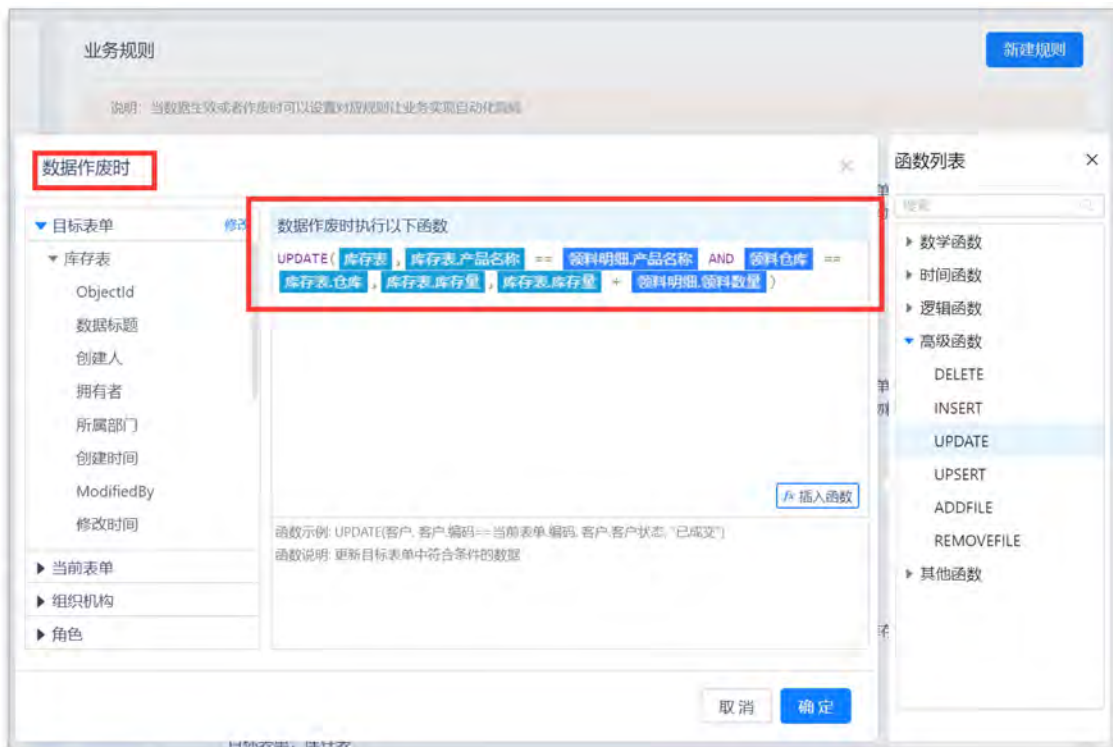 业务规则
新建规则
说明: 当数据生效或者作废时可以设置对应规则让业务实现自动化流转
数据作废时
目标表单 修改
库存表
ObjectId
数据标题
创建人
拥有者
所属部门
创建时间
ModifiedBy
修改时间
当前表单
组织机构
角色
数据作废时执行以下函数
UPDATE( 库存表 , 库存表.产品名称 == 领料明细.产品名称 AND 领料仓库 ==
库存表.仓库 , 库存表.库存量 , 库存表.库存量 + 领料明细.领料数量 )
fx 插入函数
函数示例: UPDATE(客户, 客户.编码==当前表单.编码, 客户.客户状态, "已成交")
函数说明: 更新目标表单中符合条件的数据
取消 确定
函数列表
搜索
数学函数
时间函数
逻辑函数
高级函数
DELETE
INSERT
UPDATE
UPSERT
ADDFILE
REMOVEFILE
其他函数
目标表单: 库存表